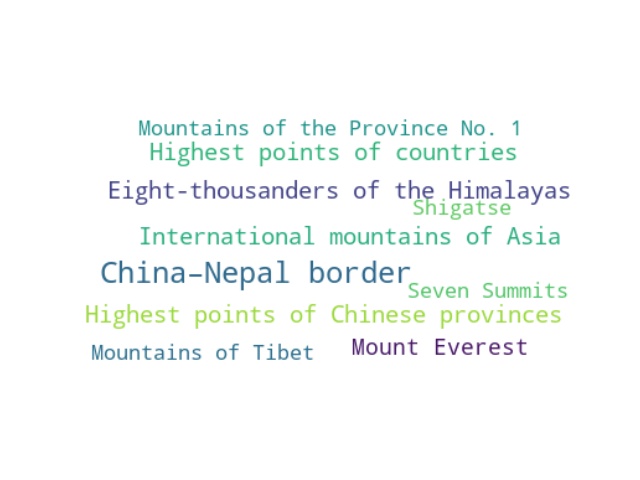 Mountains of the Province No. 1
Highest points of countries
Eight-thousanders of the Himalayas
Shigatse
International mountains of Asia
China–Nepal border
Seven Summits
Highest points of Chinese provinces
Mountains of Tibet
Mount Everest